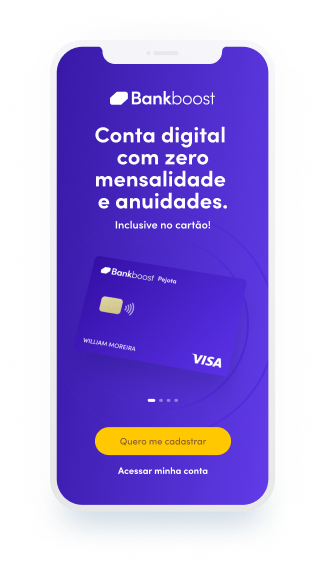 Bankboost
Conta digital
com zero
mensalidade
e anuidades.
Inclusive no cartão!
Bankboost Pejota
WILLIAM MOREIRA
VISA
Quero me cadastrar
Acessar minha conta